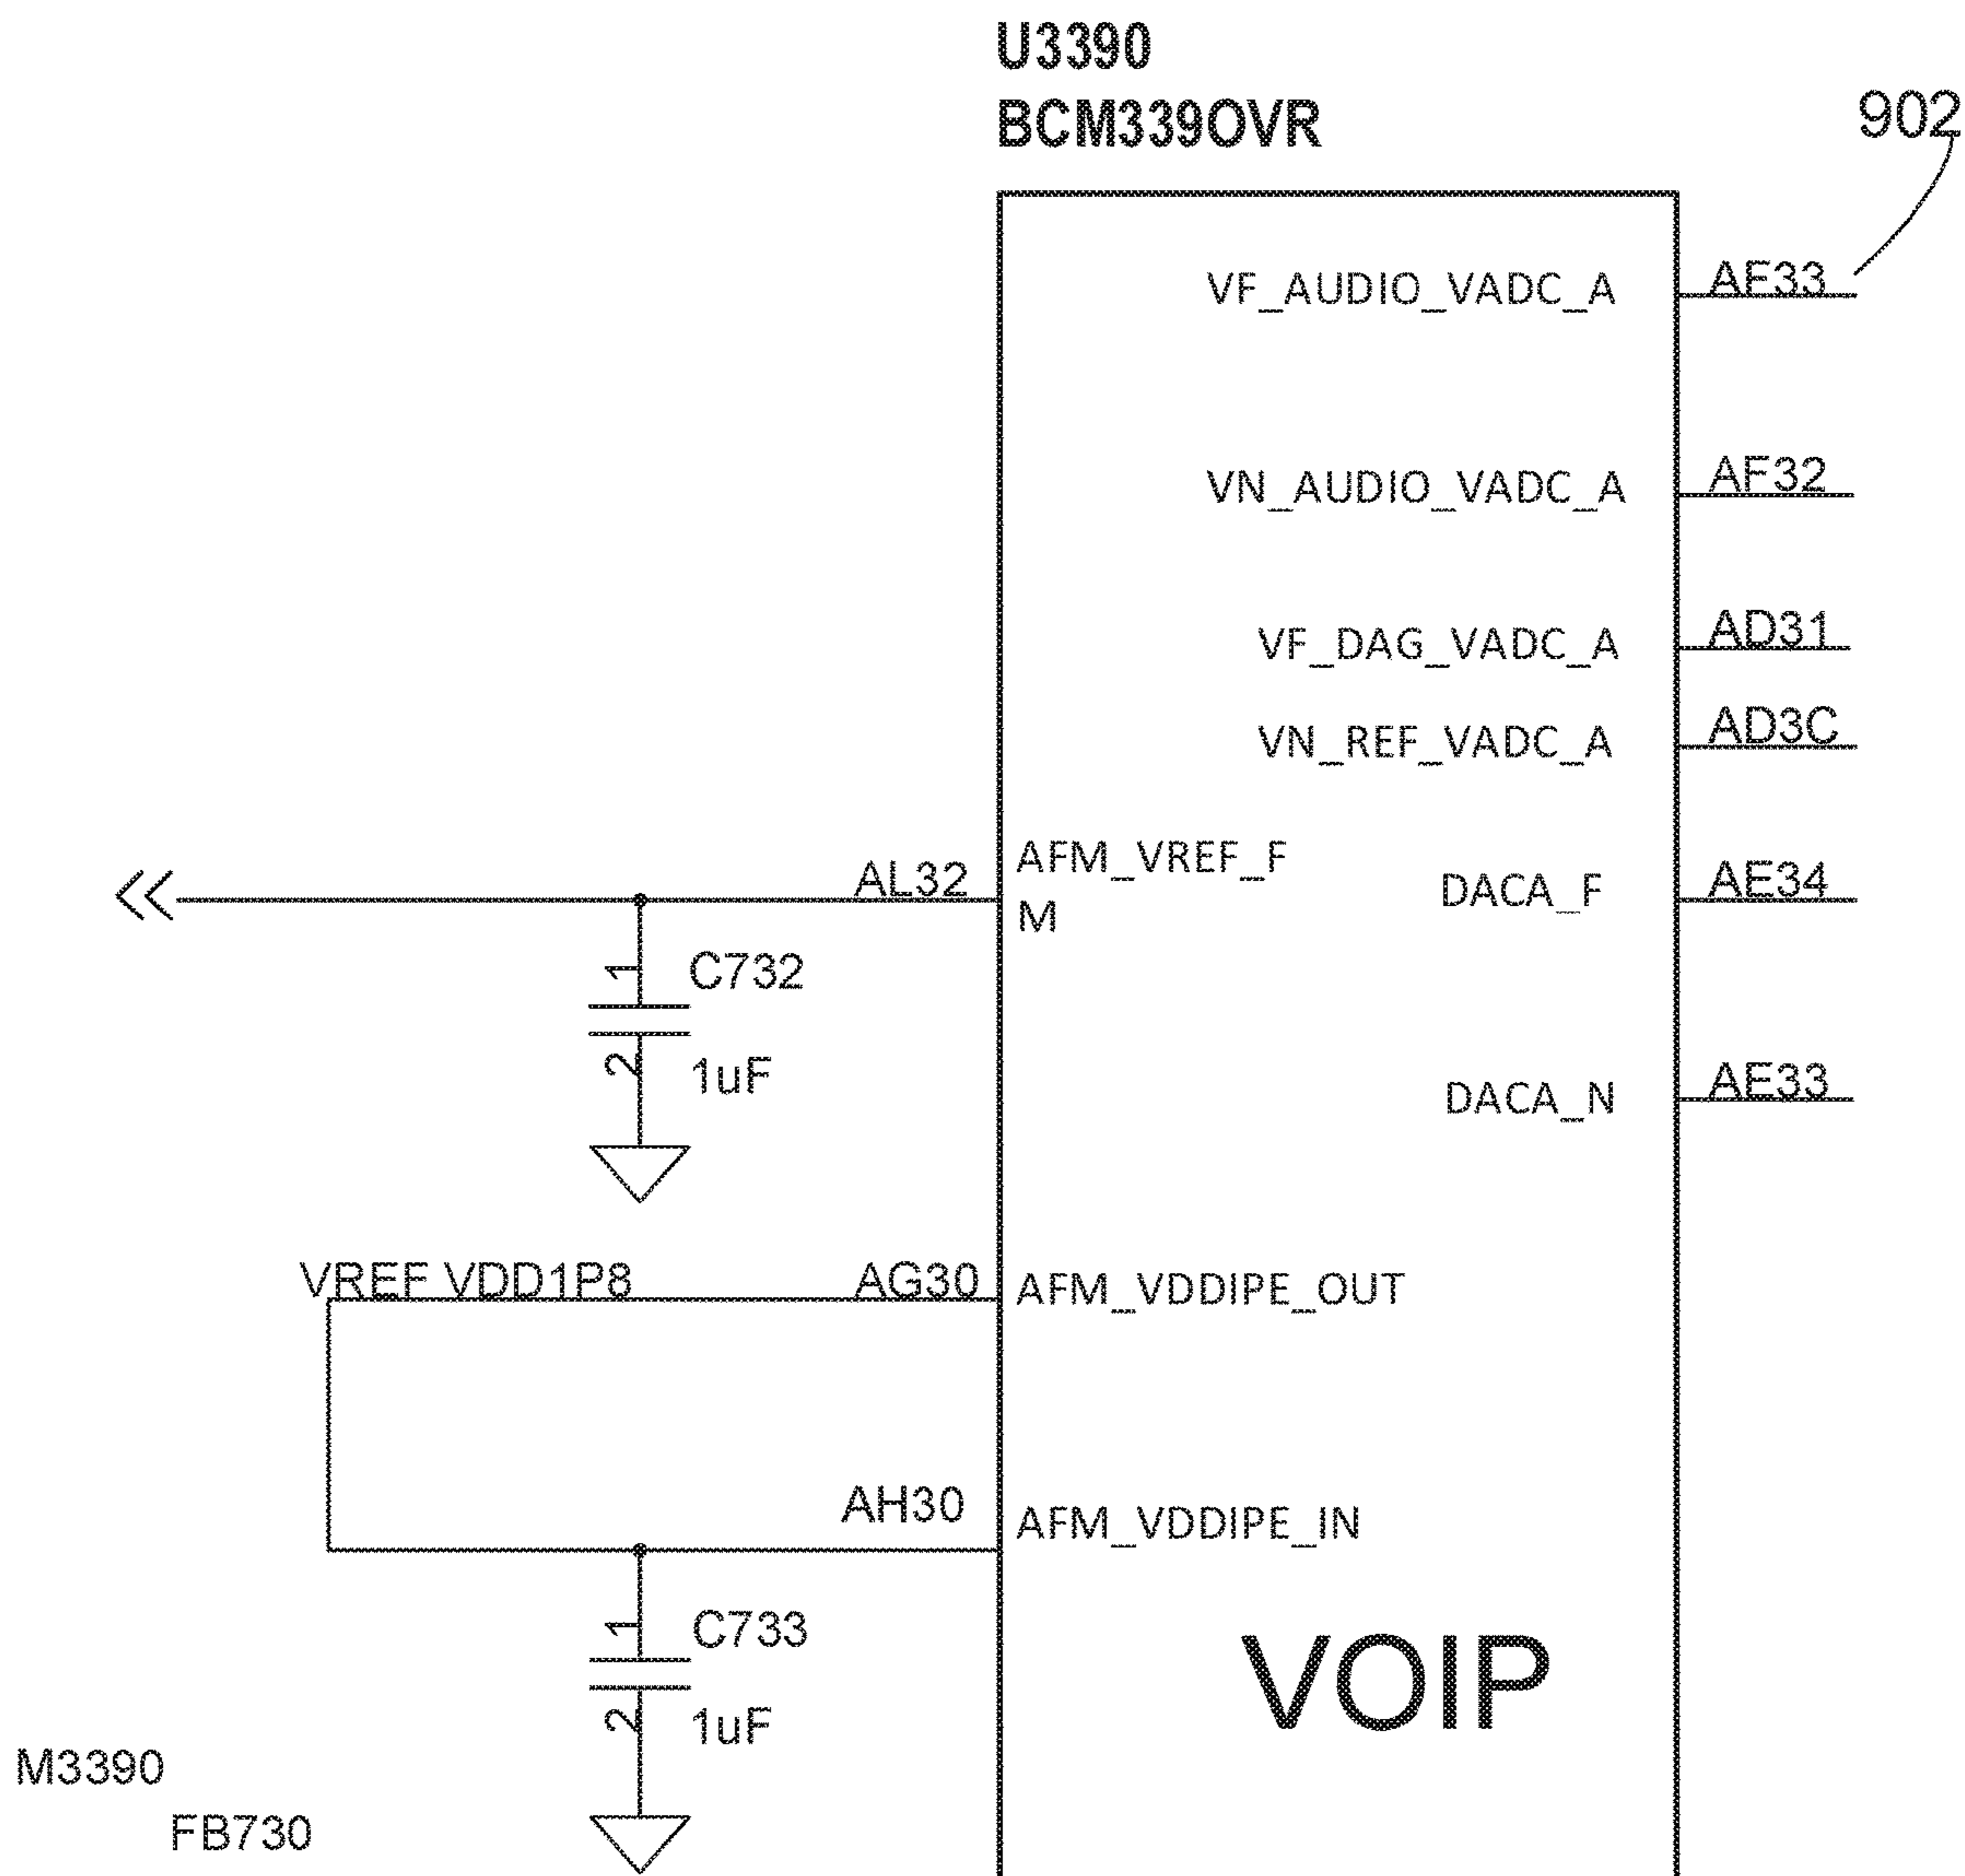 U3390
BCM339OVR
902
VF_AUDIO_VADC_A
AF33
VN_AUDIO_VADC_A
AF32
VF_DAG_VADC_A
AD31
VN_REF_VADC_A
AD3C
AL32
AFM_VREF_F
M
DACA_F
AE34
1
C732
2
1uF
DACA_N
AE33
VREF VDD1P8
AG30
AFM_VDDIPE_OUT
AH30
AFM_VDDIPE_IN
1
C733
2
1uF
VOIP
M3390
FB730